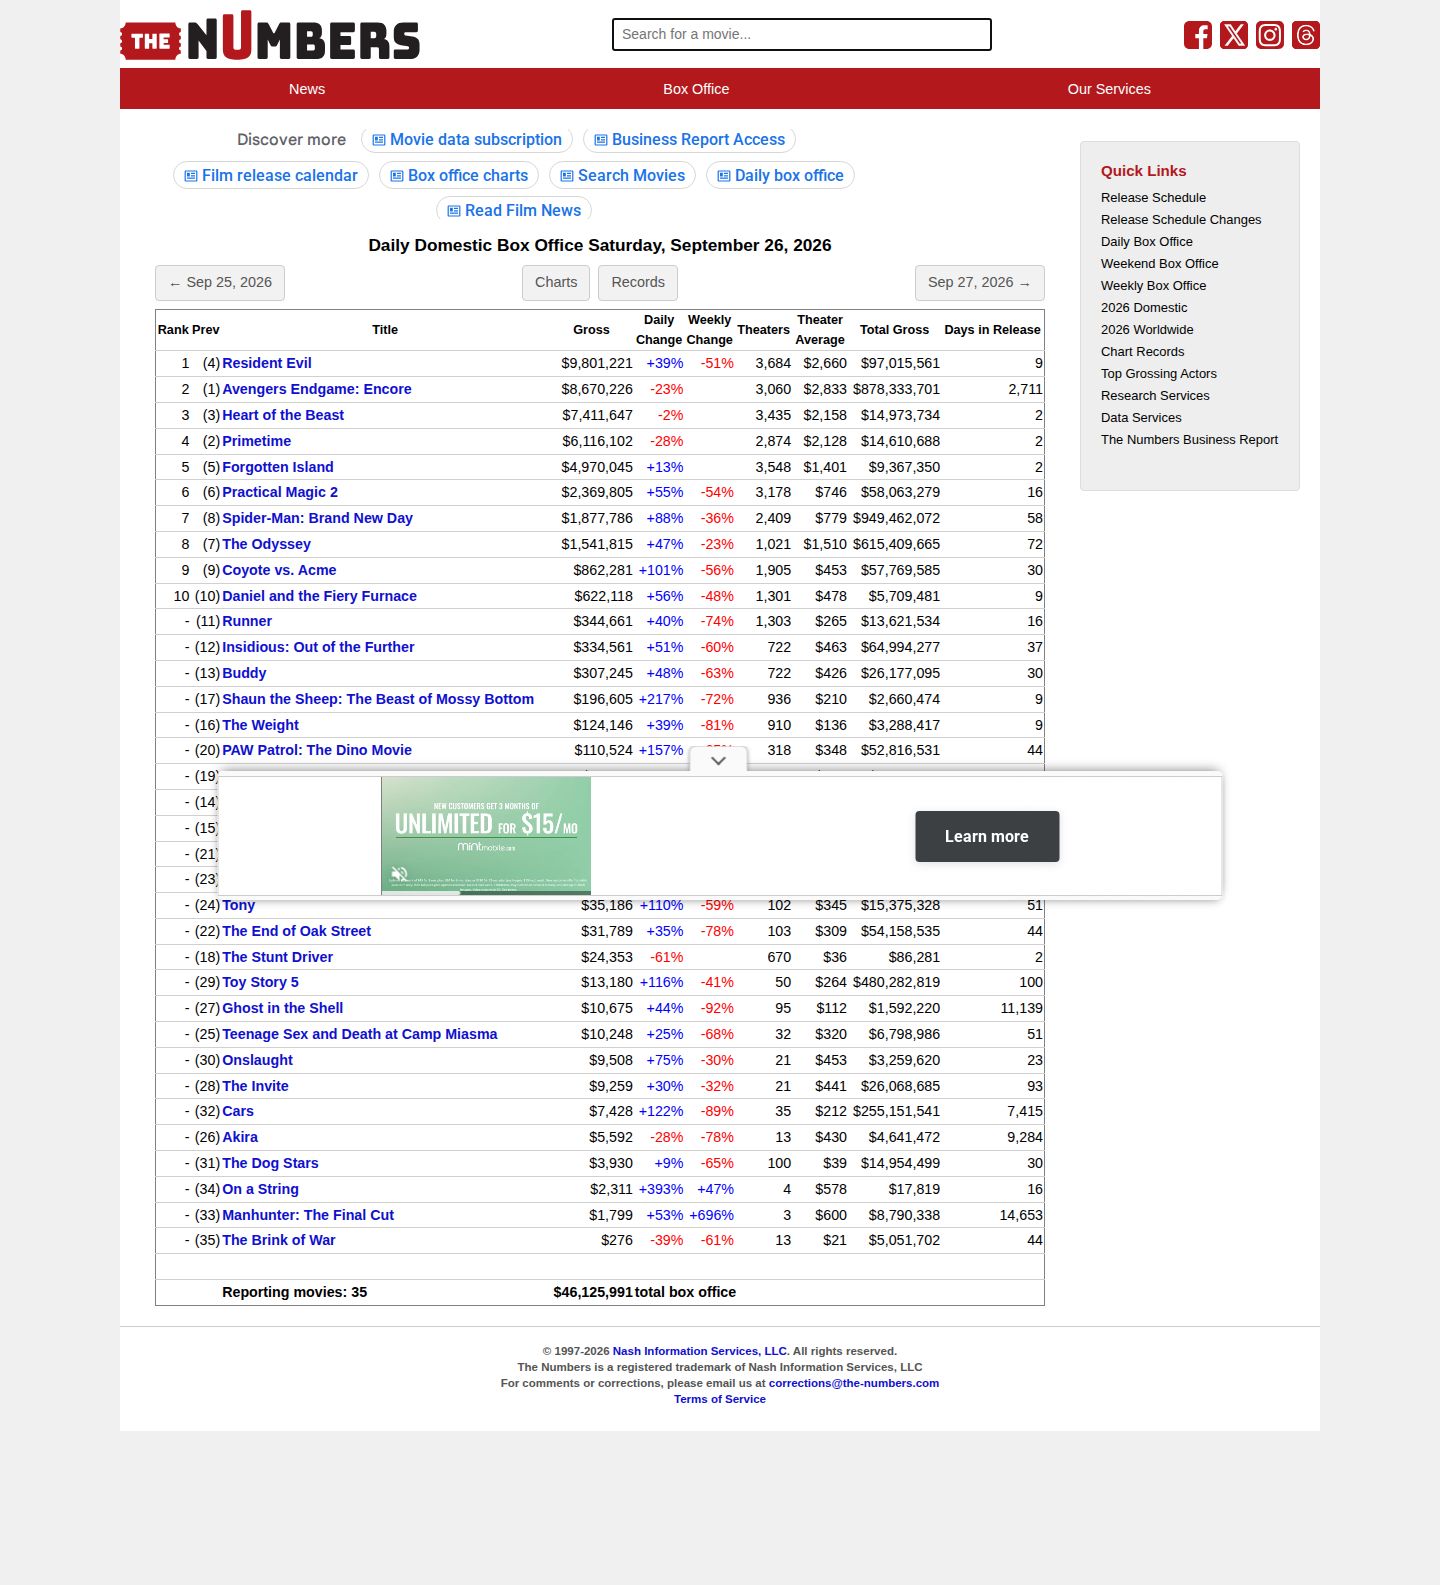 THE NUMBERS
Search for a movie...
News Box Office Our Services
Discover more Movie data subscription Business Report Access
Film release calendar Box office charts Search Movies Daily box office
Read Film News
Quick Links
Release Schedule
Release Schedule Changes
Daily Box Office
Weekend Box Office
Weekly Box Office
2026 Domestic
2026 Worldwide
Chart Records
Top Grossing Actors
Research Services
Data Services
The Numbers Business Report
Daily Domestic Box Office Saturday, September 26, 2026
← Sep 25, 2026 Charts Records Sep 27, 2026 →
Rank Prev Title Gross Daily Change Weekly Change Theaters Theater Average Total Gross Days in Release
1 (4) Resident Evil $9,801,221 +39% -51% 3,684 $2,660 $97,015,561 9
2 (1) Avengers Endgame: Encore $8,670,226 -23% 3,060 $2,833 $878,333,701 2,711
3 (3) Heart of the Beast $7,411,647 -2% 3,435 $2,158 $14,973,734 2
4 (2) Primetime $6,116,102 -28% 2,874 $2,128 $14,610,688 2
5 (5) Forgotten Island $4,970,045 +13% 3,548 $1,401 $9,367,350 2
6 (6) Practical Magic 2 $2,369,805 +55% -54% 3,178 $746 $58,063,279 16
7 (8) Spider-Man: Brand New Day $1,877,786 +88% -36% 2,409 $779 $949,462,072 58
8 (7) The Odyssey $1,541,815 +47% -23% 1,021 $1,510 $615,409,665 72
9 (9) Coyote vs. Acme $862,281 +101% -56% 1,905 $453 $57,769,585 30
10 (10) Daniel and the Fiery Furnace $622,118 +56% -48% 1,301 $478 $5,709,481 9
- (11) Runner $344,661 +40% -74% 1,303 $265 $13,621,534 16
- (12) Insidious: Out of the Further $334,561 +51% -60% 722 $463 $64,994,277 37
- (13) Buddy $307,245 +48% -63% 722 $426 $26,177,095 30
- (17) Shaun the Sheep: The Beast of Mossy Bottom $196,605 +217% -72% 936 $210 $2,660,474 9
- (16) The Weight $124,146 +39% -81% 910 $136 $3,288,417 9
- (20) PAW Patrol: The Dino Movie $110,524 +157% 318 $348 $52,816,531 44
- (19)
- (14)
- (15)
- (21)
- (23)
NEW CUSTOMERS GET 3 MONTHS OF
UNLIMITED FOR $15/MO
mintmobile.com
Learn more
- (24) Tony $35,186 +110% -59% 102 $345 $15,375,328 51
- (22) The End of Oak Street $31,789 +35% -78% 103 $309 $54,158,535 44
- (18) The Stunt Driver $24,353 -61% 670 $36 $86,281 2
- (29) Toy Story 5 $13,180 +116% -41% 50 $264 $480,282,819 100
- (27) Ghost in the Shell $10,675 +44% -92% 95 $112 $1,592,220 11,139
- (25) Teenage Sex and Death at Camp Miasma $10,248 +25% -68% 32 $320 $6,798,986 51
- (30) Onslaught $9,508 +75% -30% 21 $453 $3,259,620 23
- (28) The Invite $9,259 +30% -32% 21 $441 $26,068,685 93
- (32) Cars $7,428 +122% -89% 35 $212 $255,151,541 7,415
- (26) Akira $5,592 -28% -78% 13 $430 $4,641,472 9,284
- (31) The Dog Stars $3,930 +9% -65% 100 $39 $14,954,499 30
- (34) On a String $2,311 +393% +47% 4 $578 $17,819 16
- (33) Manhunter: The Final Cut $1,799 +53% +696% 3 $600 $8,790,338 14,653
- (35) The Brink of War $276 -39% -61% 13 $21 $5,051,702 44
Reporting movies: 35 $46,125,991 total box office
© 1997-2026 Nash Information Services, LLC. All rights reserved.
The Numbers is a registered trademark of Nash Information Services, LLC
For comments or corrections, please email us at corrections@the-numbers.com
Terms of Service